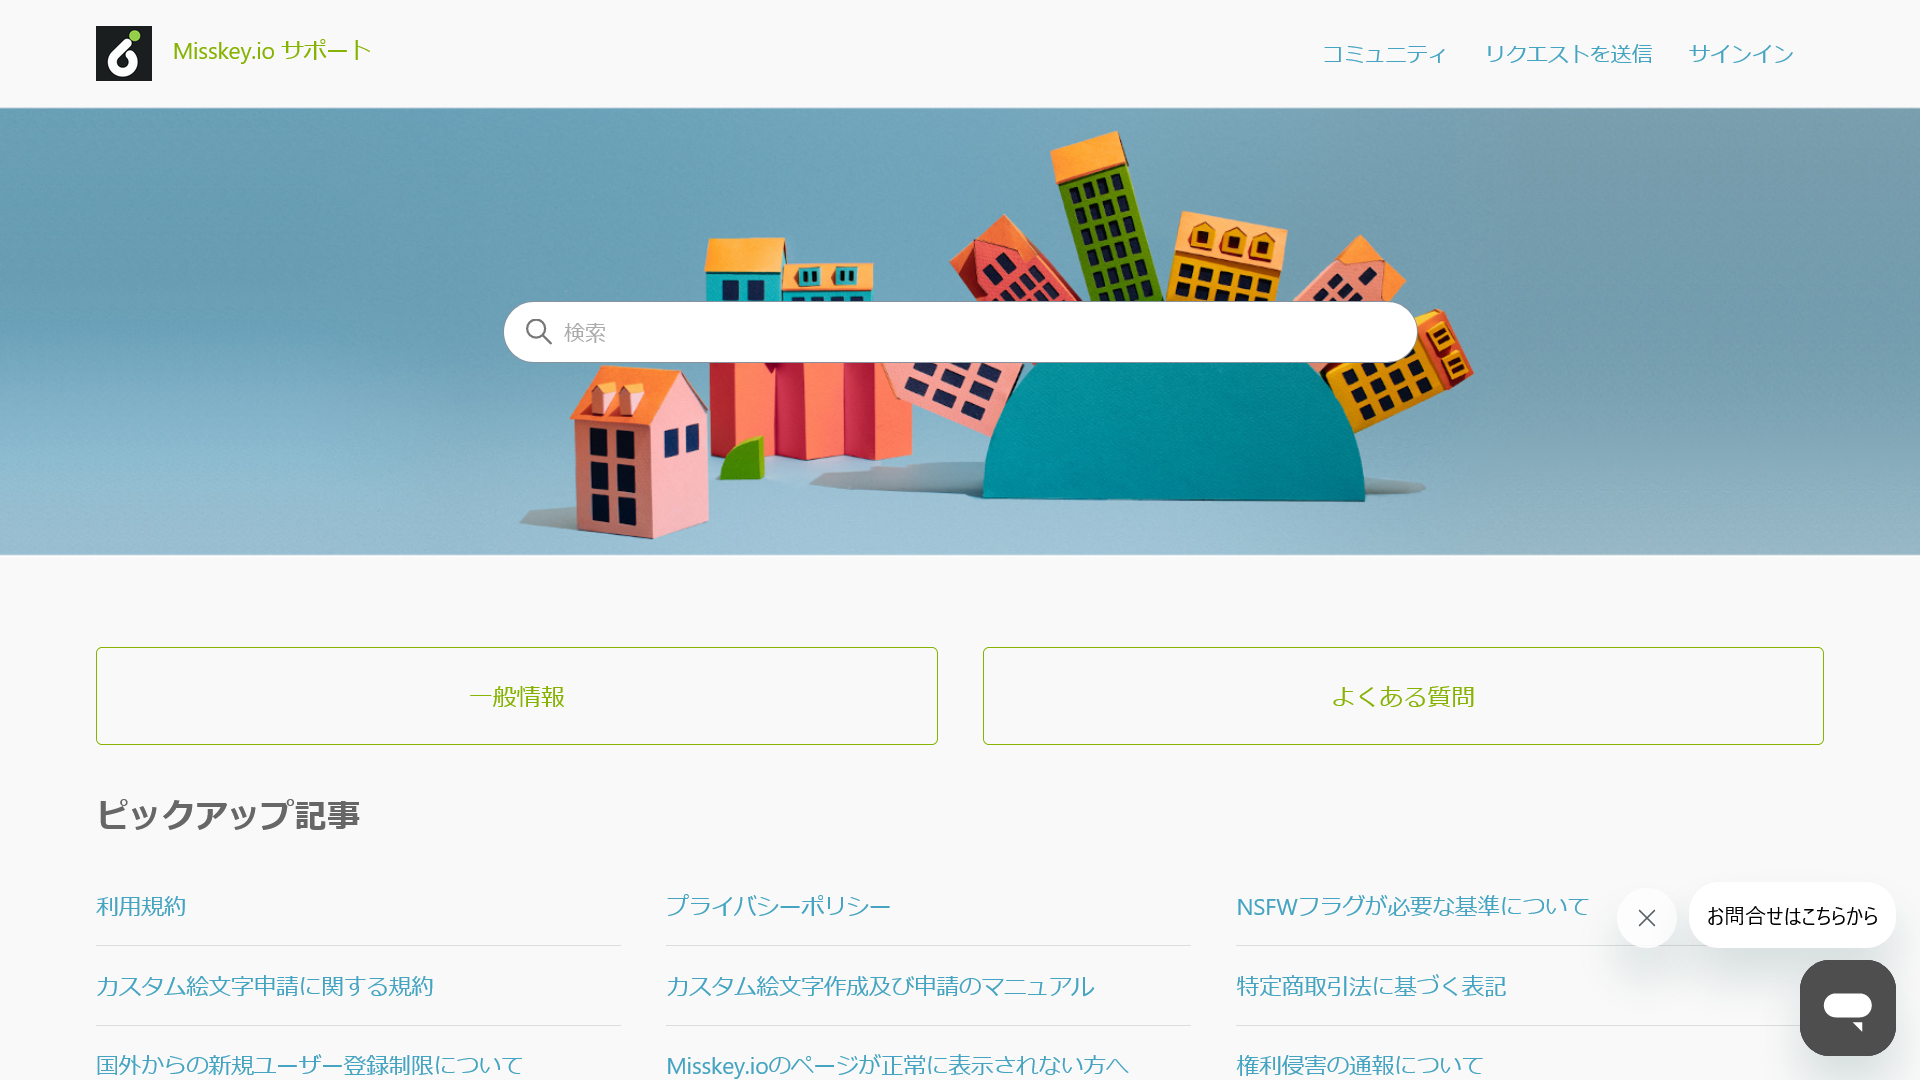 Misskey.io サポート
コミュニティ
リクエストを送信
サインイン
検索
一般情報
よくある質問
ピックアップ記事
利用規約
プライバシーポリシー
NSFWフラグが必要な基準について
お問合せはこちらから
カスタム絵文字申請に関する規約
カスタム絵文字作成及び申請のマニュアル
特定商取引法に基づく表記
国外からの新規ユーザー登録制限について
Misskey.ioのページが正常に表示されない方へ
権利侵害の通報について